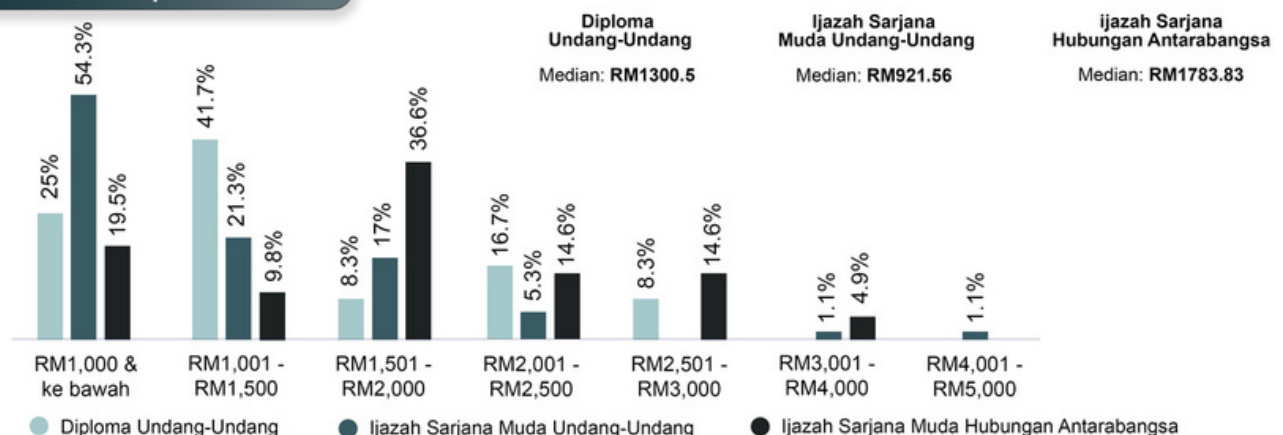 Diploma
Undang-Undang
Median: RM1300.5
Ijazah Sarjana
Muda Undang-Undang
Median: RM921.56
ijazah Sarjana
Hubungan Antarabangsa
Median: RM1783.83
25%
54.3%
19.5%
41.7%
21.3%
9.8%
8.3%
17%
36.6%
16.7%
5.3%
14.6%
8.3%
14.6%
1.1%
4.9%
1.1%
RM1,000 &
ke bawah
RM1,001 -
RM1,500
RM1,501 -
RM2,000
RM2,001 -
RM2,500
RM2,501 -
RM3,000
RM3,001 -
RM4,000
RM4,001 -
RM5,000
Diploma Undang-Undang
Ijazah Sarjana Muda Undang-Undang
Ijazah Sarjana Muda Hubungan Antarabangsa